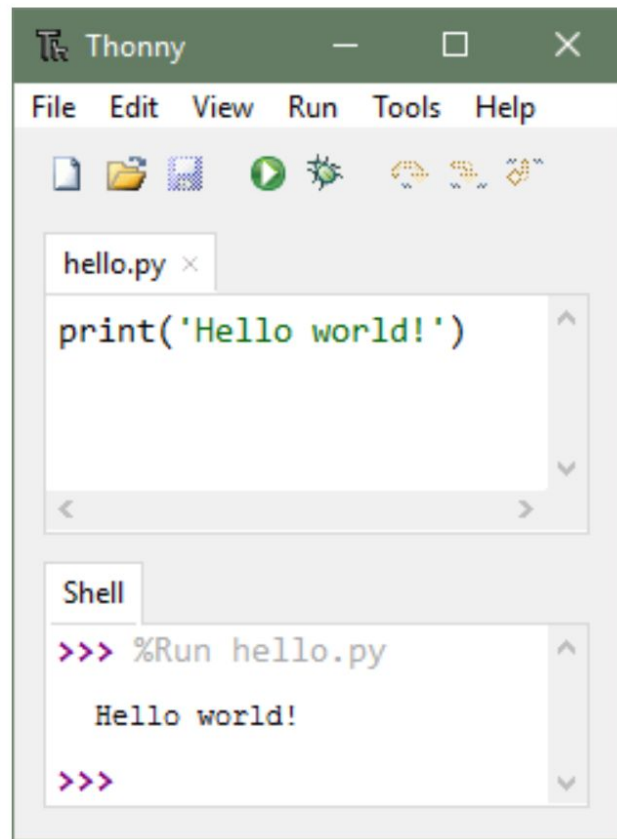 Thonny
File Edit View Run Tools Help
hello.py
print('Hello world!')
Shell
>>> %Run hello.py
Hello world!
>>>